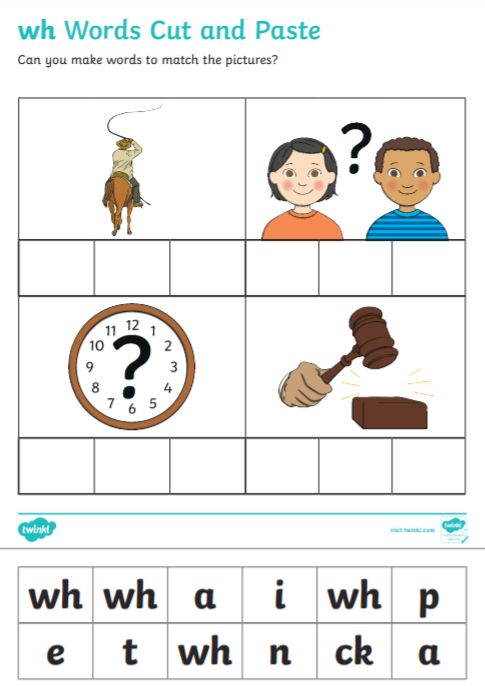 wh Words Cut and Paste
Can you make words to match the pictures?
?
11 12 1
10 2
9 3
8 4
7 6 5
?
twinkl
visit twinkl.com
twinkl
wh wh a i wh p
e t wh n ck a